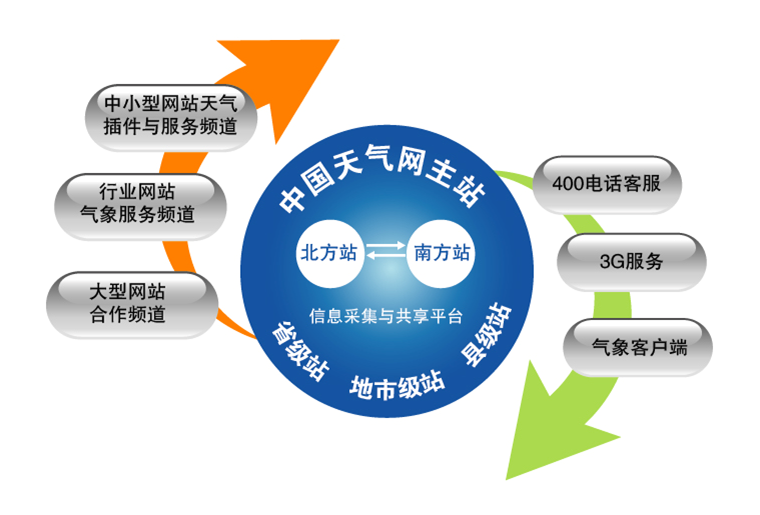 中小型网站天气
插件与服务频道
行业网站
气象服务频道
大型网站
合作频道
中国天气网主站
北方站
南方站
信息采集与共享平台
省级站
地市级站
县级站
400电话客服
3G服务
气象客户端